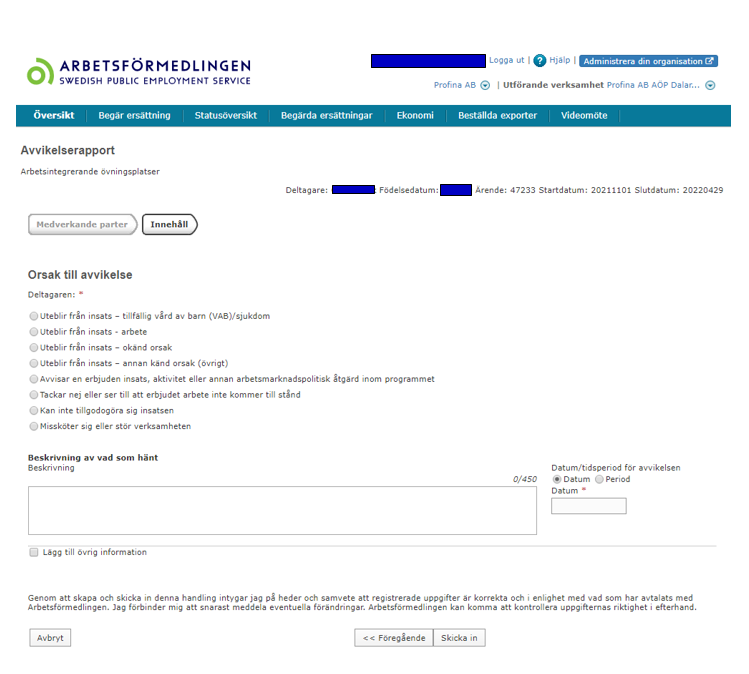 ARBETSFÖRMEDLINGEN
SWEDISH PUBLIC EMPLOYMENT SERVICE
Logga ut | ? Hjälp | Administrera din organisation
Profina AB | Utförande verksamhet Profina AB AÖP Dalar...
Översikt Begär ersättning Statusöversikt Begärda ersättningar Ekonomi Beställda exporter Videomöte
Avvikelserapport
Arbetsintegrerande övningsplatser
Deltagare: Födelsedatum: Ärende: 47233 Startdatum: 20211101 Slutdatum: 20220429
Medverkande parter Innehåll
Orsak till avvikelse
Deltagaren: *
Uteblir från insats – tillfällig vård av barn (VAB)/sjukdom
Uteblir från insats - arbete
Uteblir från insats – okänd orsak
Uteblir från insats – annan känd orsak (övrigt)
Avvisar en erbjuden insats, aktivitet eller annan arbetsmarknadspolitisk åtgärd inom programmet
Tackar nej eller ser till att erbjudet arbete inte kommer till stånd
Kan inte tillgodogöra sig insatsen
Missköter sig eller stör verksamheten
Beskrivning av vad som hänt
Beskrivning
0/450
Datum/tidsperiod för avvikelsen
Datum Period
Datum *
Lägg till övrig information
Genom att skapa och skicka in denna handling intygar jag på heder och samvete att registrerade uppgifter är korrekta och i enlighet med vad som har avtalats med
Arbetsförmedlingen. Jag förbinder mig att snarast meddela eventuella förändringar. Arbetsförmedlingen kan komma att kontrollera uppgifternas riktighet i efterhand.
Avbryt << Föregående Skicka in